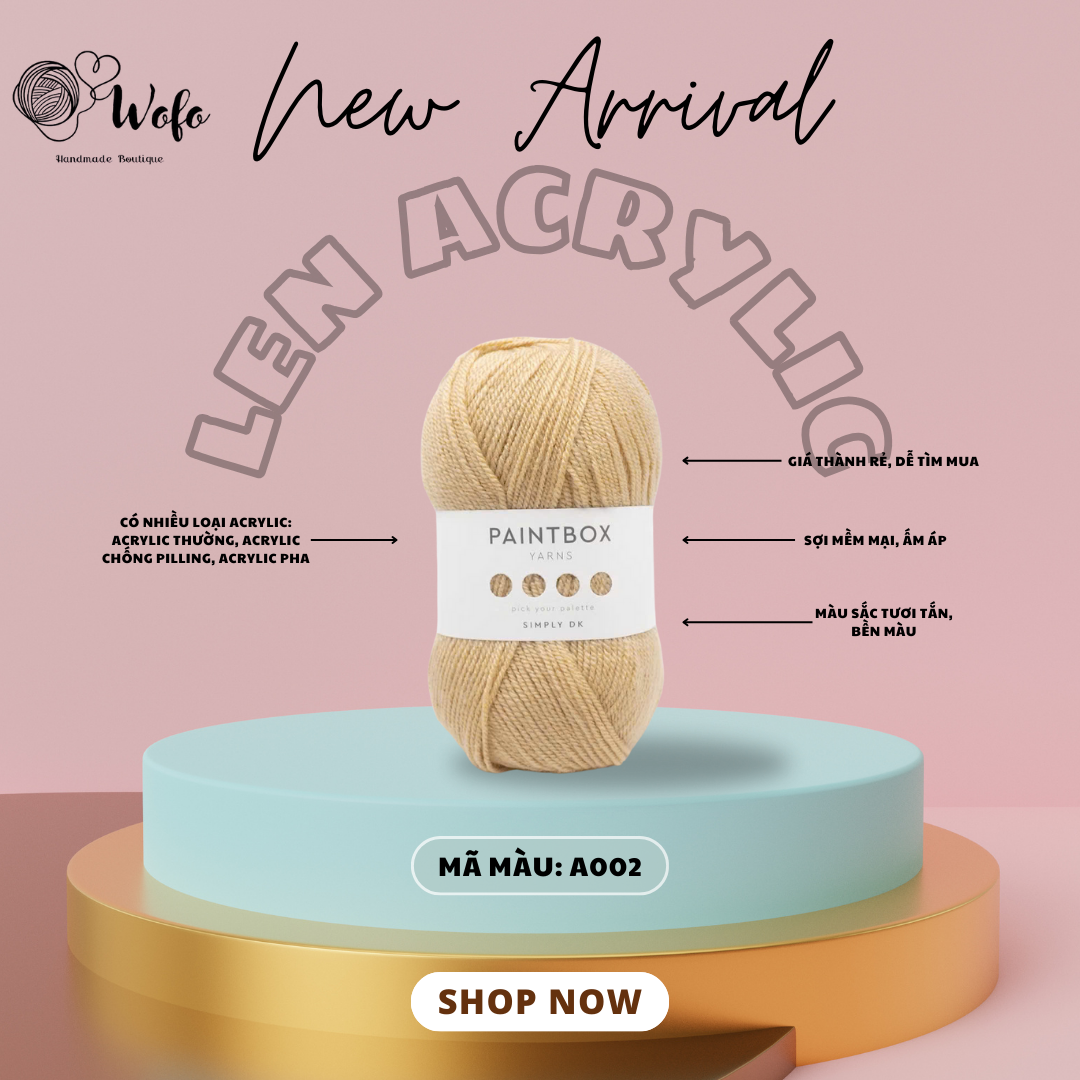 Wofo
Handmade Boutique
New Arrival
LEN ACRYLIC
GIÁ THÀNH RẺ, DỄ TÌM MUA
CÓ NHIỀU LOẠI ACRYLIC:
ACRYLIC THƯỜNG, ACRYLIC
CHỐNG PILLING, ACRYLIC PHA
SỢI MỀM MẠI, ẤM ÁP
MÀU SẮC TƯƠI TẮN,
BỀN MÀU
PAINTBOX
YARNS
pick your palette
SIMPLY DK
MÃ MÀU: A002
SHOP NOW